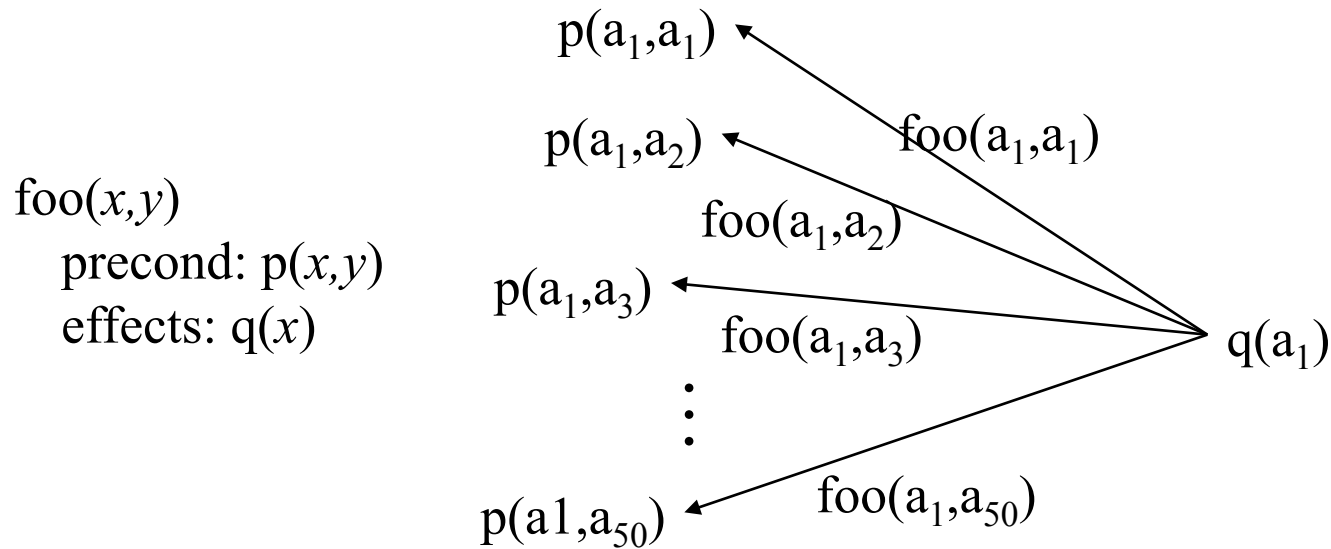 foo(x,y)
precond: p(x,y)
effects: q(x)
p(a₁,a₁)
foo(a₁,a₁)
p(a₁,a₂)
foo(a₁,a₂)
p(a₁,a₃)
foo(a₁,a₃)
q(a₁)
⋮
p(a1,a₅₀)
foo(a₁,a₅₀)